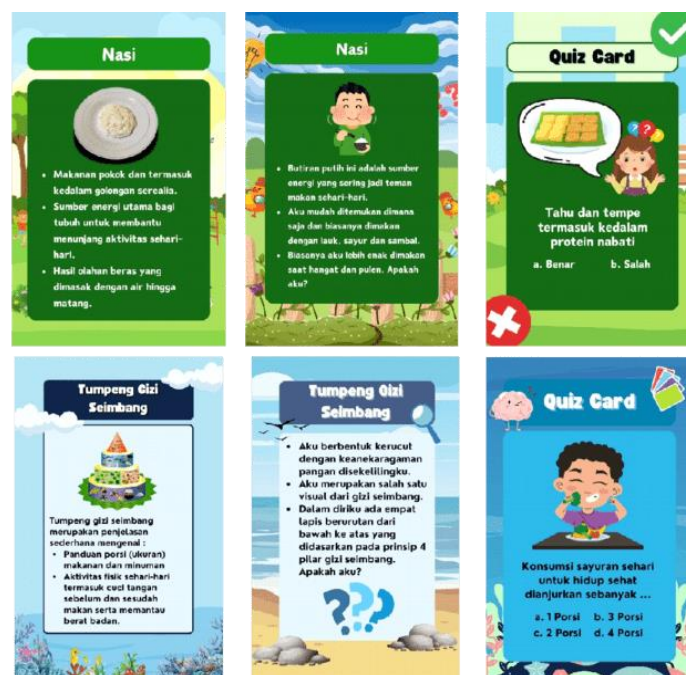 Nasi
• Makanan pokok dan termasuk
kedalam golongan serealia.
• Sumber energi utama bagi
tubuh untuk membantu
menunjang aktivitas sehari-
hari.
• Hasil olahan beras yang
dimasak dengan air hingga
matang.
Nasi
• Butiran putih ini adalah sumber
energi yang sering jadi teman
makan sehari-hari.
• Aku mudah ditemukan dimana
saja dan biasanya dimakan
dengan lauk, sayur dan sambal.
• Biasanya aku lebih enak dimakan
saat hangat dan pulen. Apakah
aku?
Quiz Card
Tahu dan tempe
termasuk kedalam
protein nabati
a. Benar b. Salah
Tumpeng Gizi
Seimbang
Tumpeng gizi seimbang
merupakan penjelasan
sederhana mengenai :
• Panduan porsi (ukuran)
makanan dan minuman
• Aktivitas fisik sehari-hari
termasuk cuci tangan
sebelum dan sesudah
makan serta memantau
berat badan.
Tumpeng Gizi
Seimbang
• Aku berbentuk kerucut
dengan keanekaragaman
pangan disekelilingku.
• Aku merupakan salah satu
visual dari gizi seimbang.
• Dalam diriku ada empat
lapis berurutan dari
bawah ke atas yang
didasarkan pada prinsip 4
pilar gizi seimbang.
Apakah aku?
???
Quiz Card
Konsumsi sayuran sehari
untuk hidup sehat
dianjurkan sebanyak ...
a. 1 Porsi b. 3 Porsi
c. 2 Porsi d. 4 Porsi